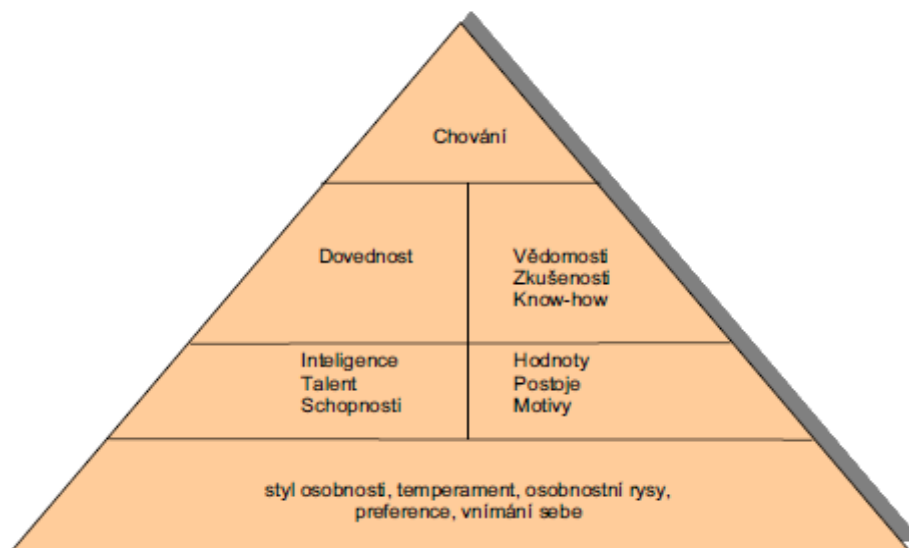 Chování
Dovednost
Vědomosti
Zkušenosti
Know-how
Inteligence
Talent
Schopnosti
Hodnoty
Postoje
Motivy
styl osobnosti, temperament, osobnostní rysy,
preference, vnímání sebe